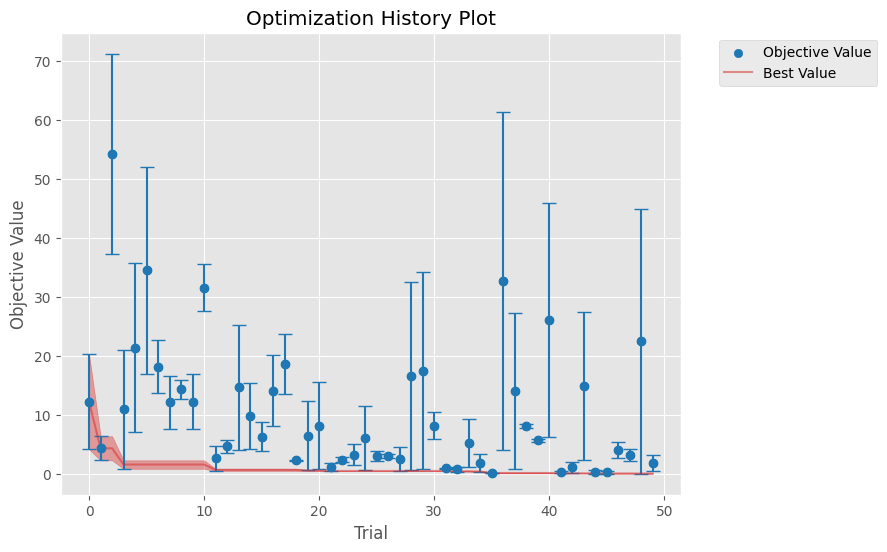 Optimization History Plot
Objective Value
Best Value
Objective Value
70
60
50
40
30
20
10
0
0 10 20 30 40 50
Trial